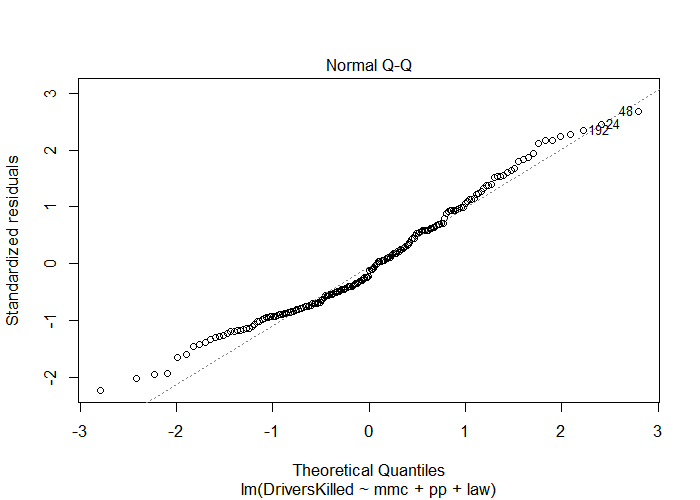 Normal Q-Q
3
2
1
0
-1
-2
Standardized residuals
48
24
192
-3 -2 -1 0 1 2 3
Theoretical Quantiles
lm(DriversKilled ~ mmc + pp + law)